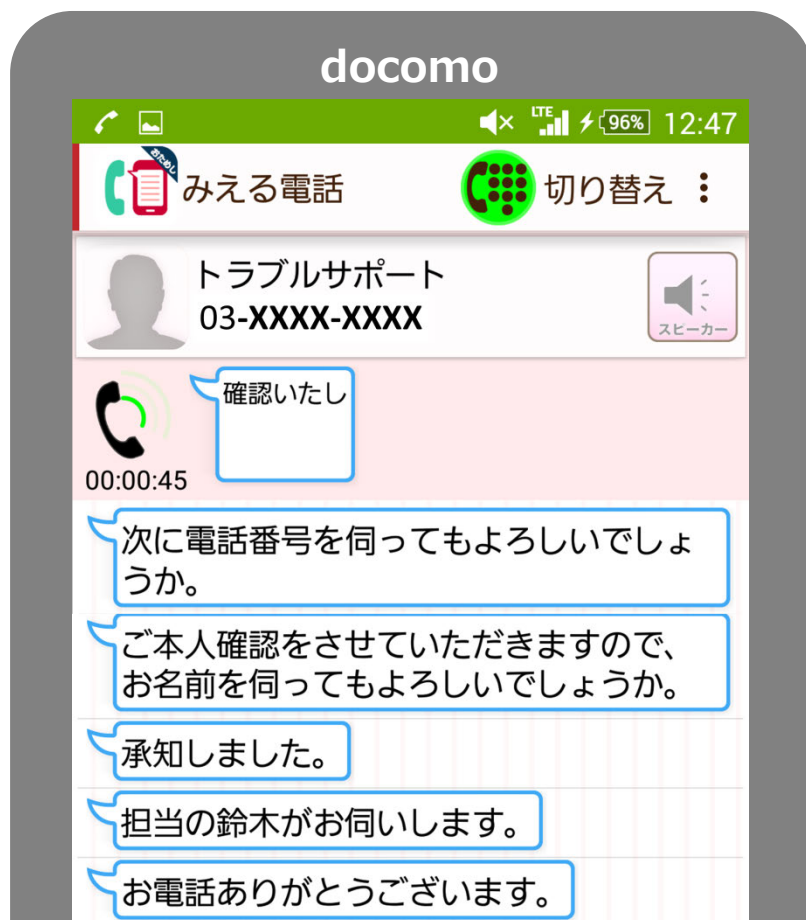 docomo
LTE 96% 12:47
おためし
みえる電話 切り替え
トラブルサポート
03-XXXX-XXXX
スピーカー
確認いたし
00:00:45
次に電話番号を伺ってもよろしいでしょ
うか。
ご本人確認をさせていただきますので、
お名前を伺ってもよろしいでしょうか。
承知しました。
担当の鈴木がお伺いします。
お電話ありがとうございます。